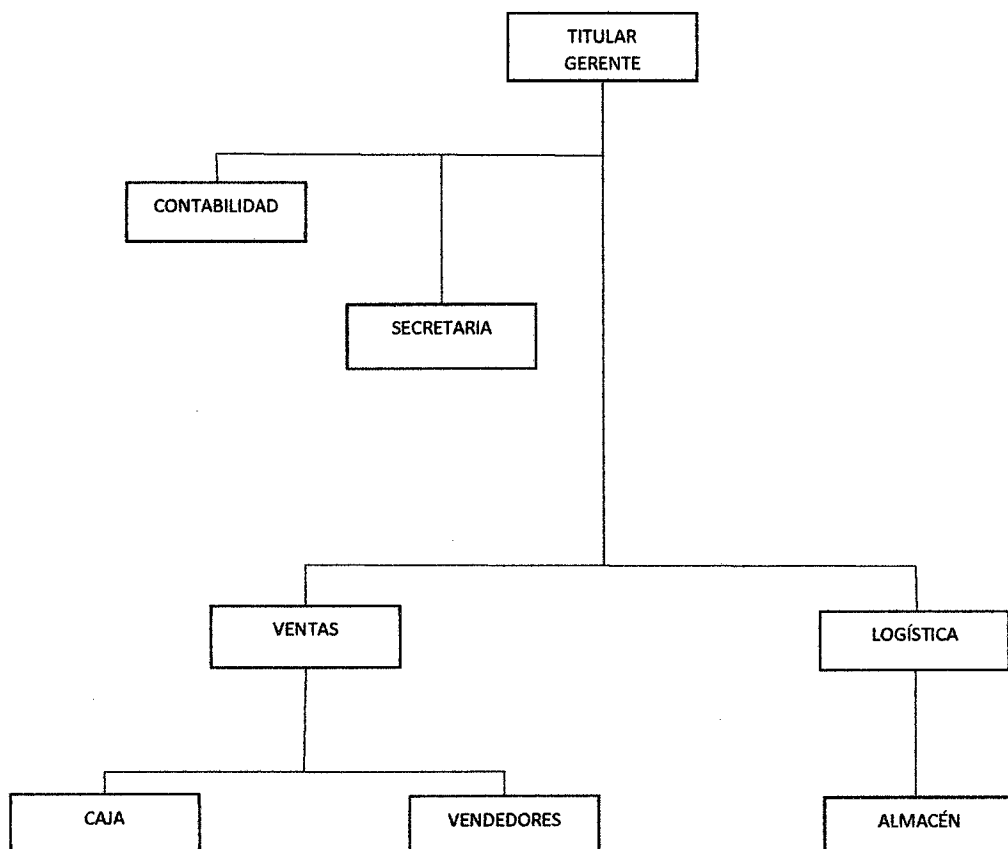 TITULAR
GERENTE
CONTABILIDAD
SECRETARIA
VENTAS
LOGÍSTICA
CAJA
VENDEDORES
ALMACÉN